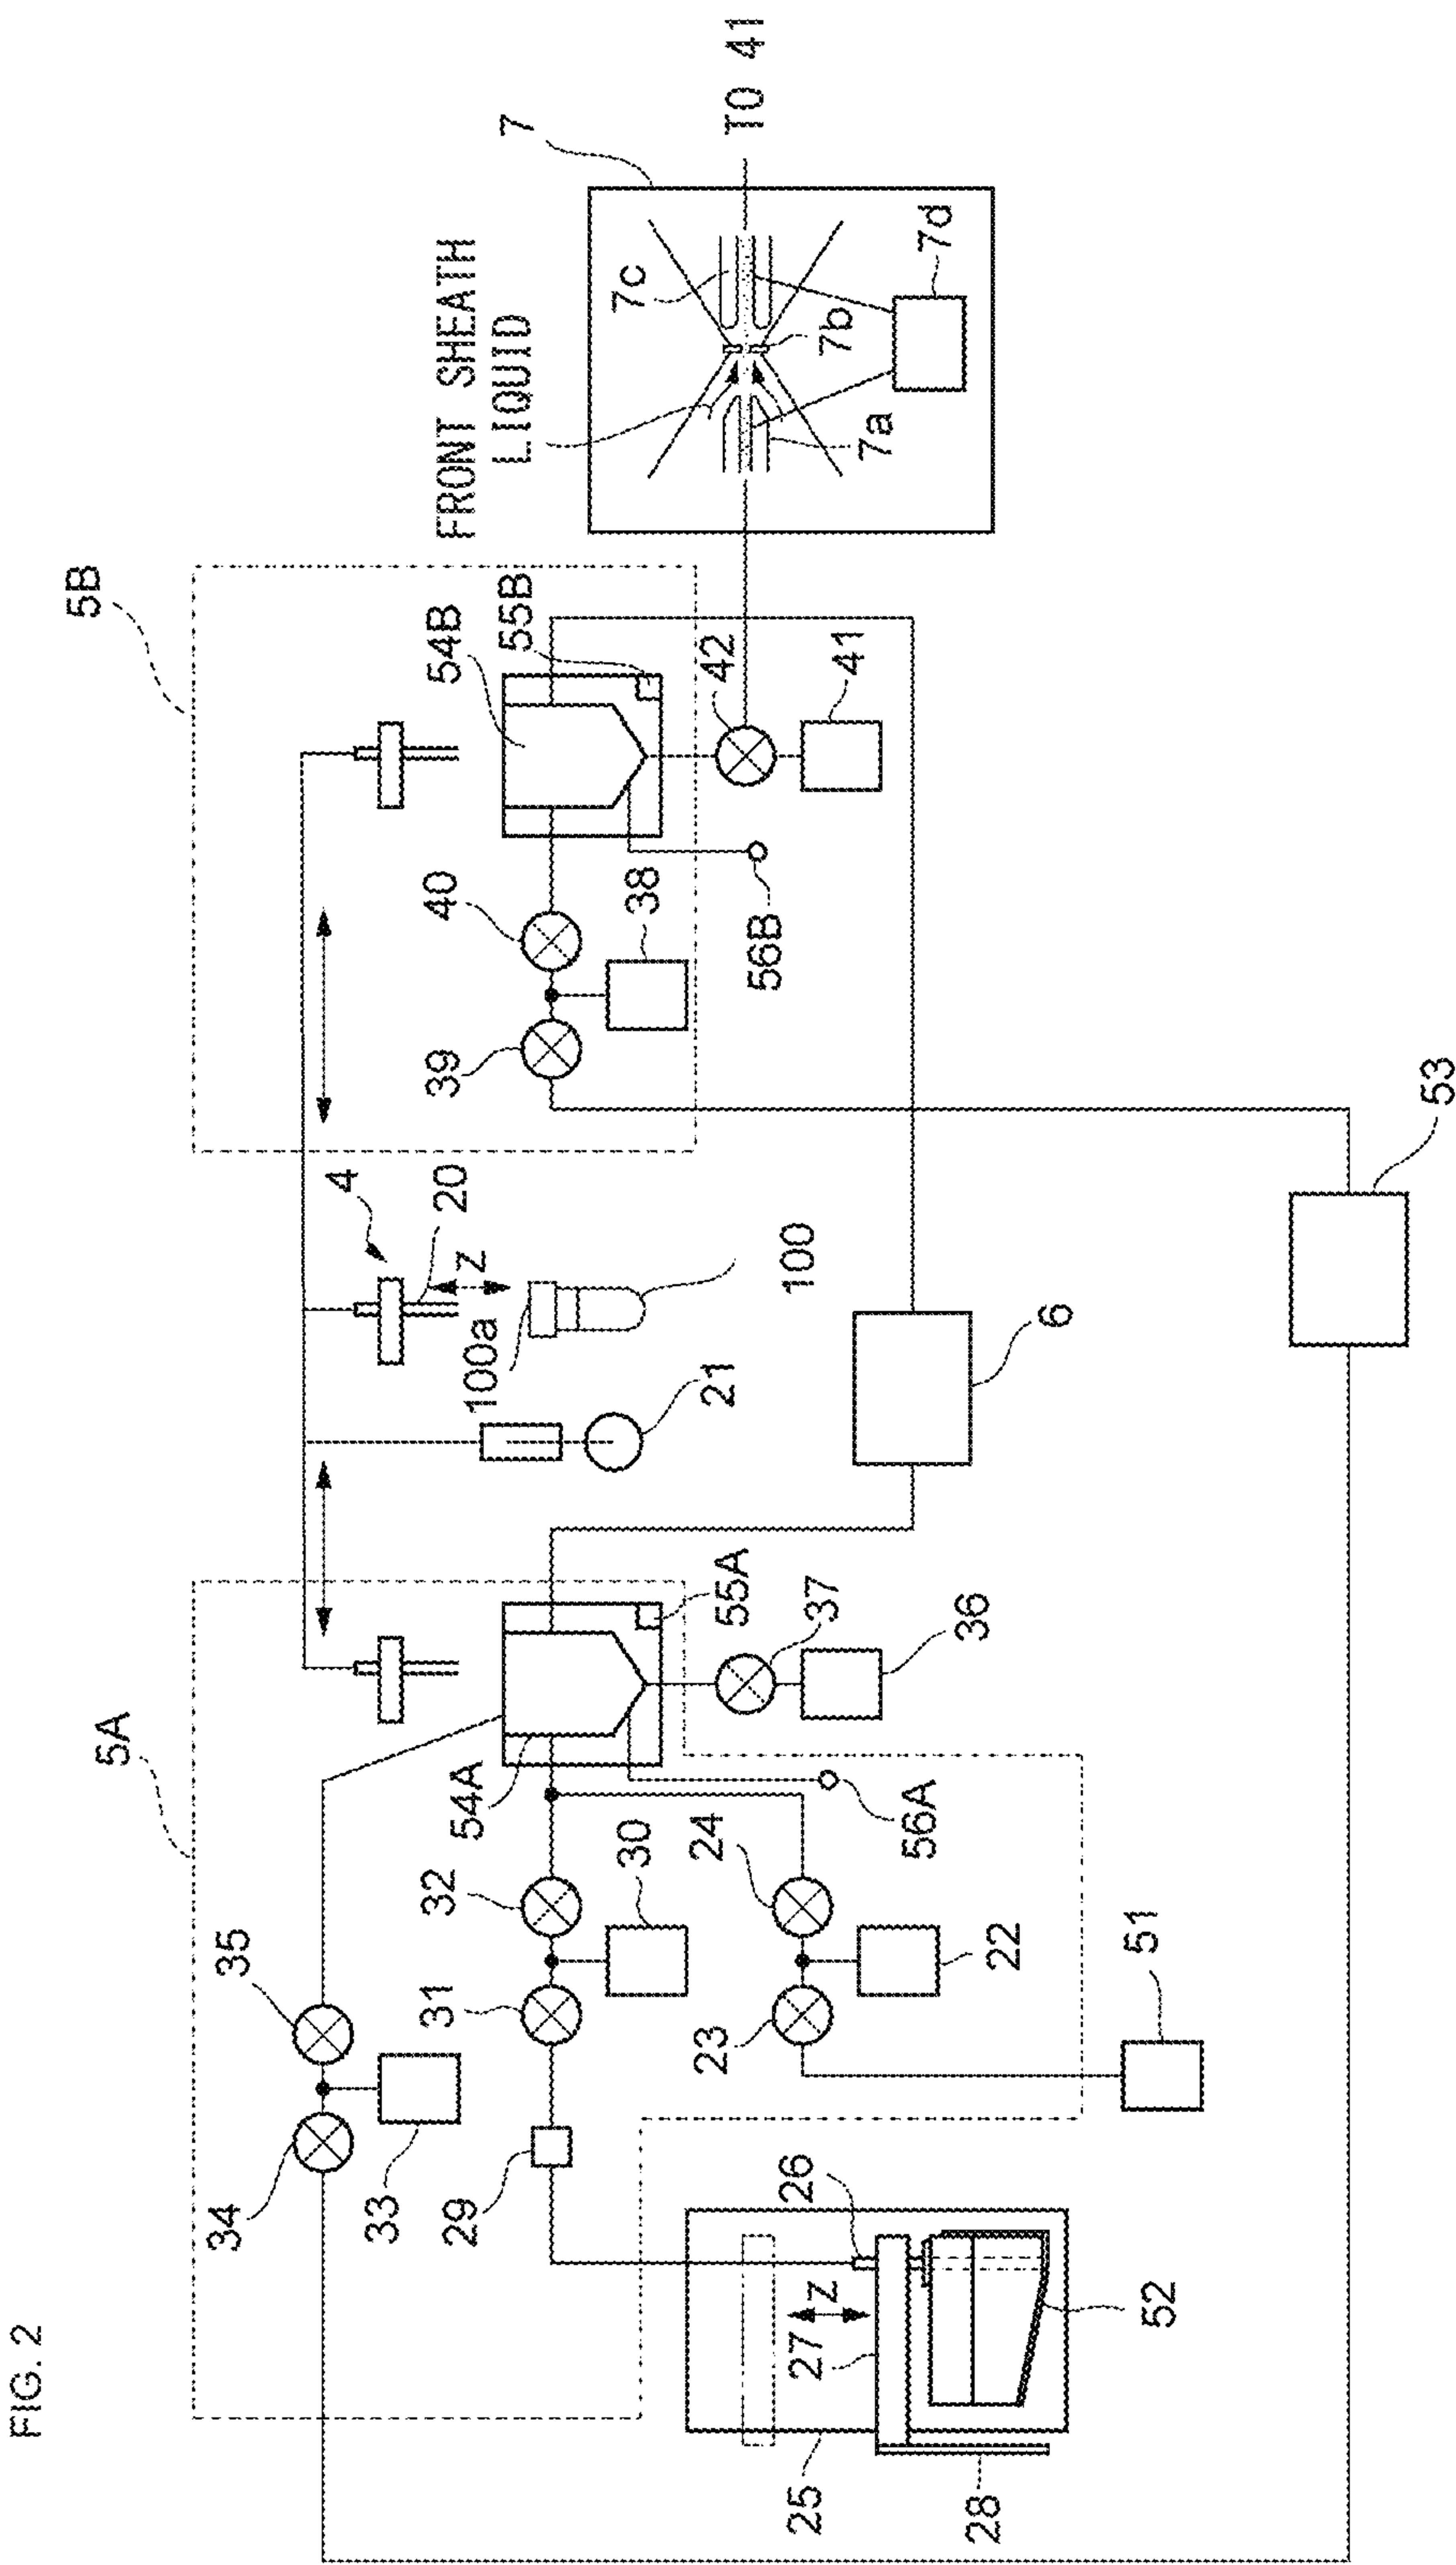 FIG. 2
5A
5B
34
35
33
29
31
32
30
54A
55A
23
24
22
56A
37
36
51
25
26
27
Z
28
52
4
20
Z
100a
100
21
6
53
39
40
38
54B
55B
56B
42
41
FRONT SHEATH
LIQUID
7
7a
7b
7c
7d
TO 41